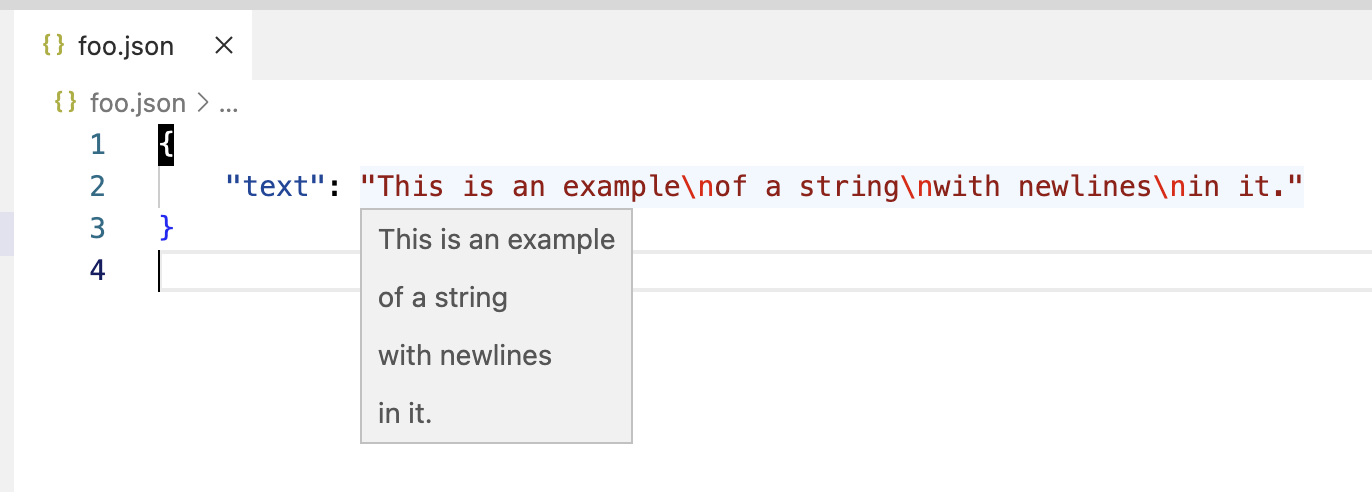 {} foo.json ×
{} foo.json > ...
1 {
2 "text": "This is an example\nof a string\nwith newlines\nin it."
3 }
4
This is an example
of a string
with newlines
in it.